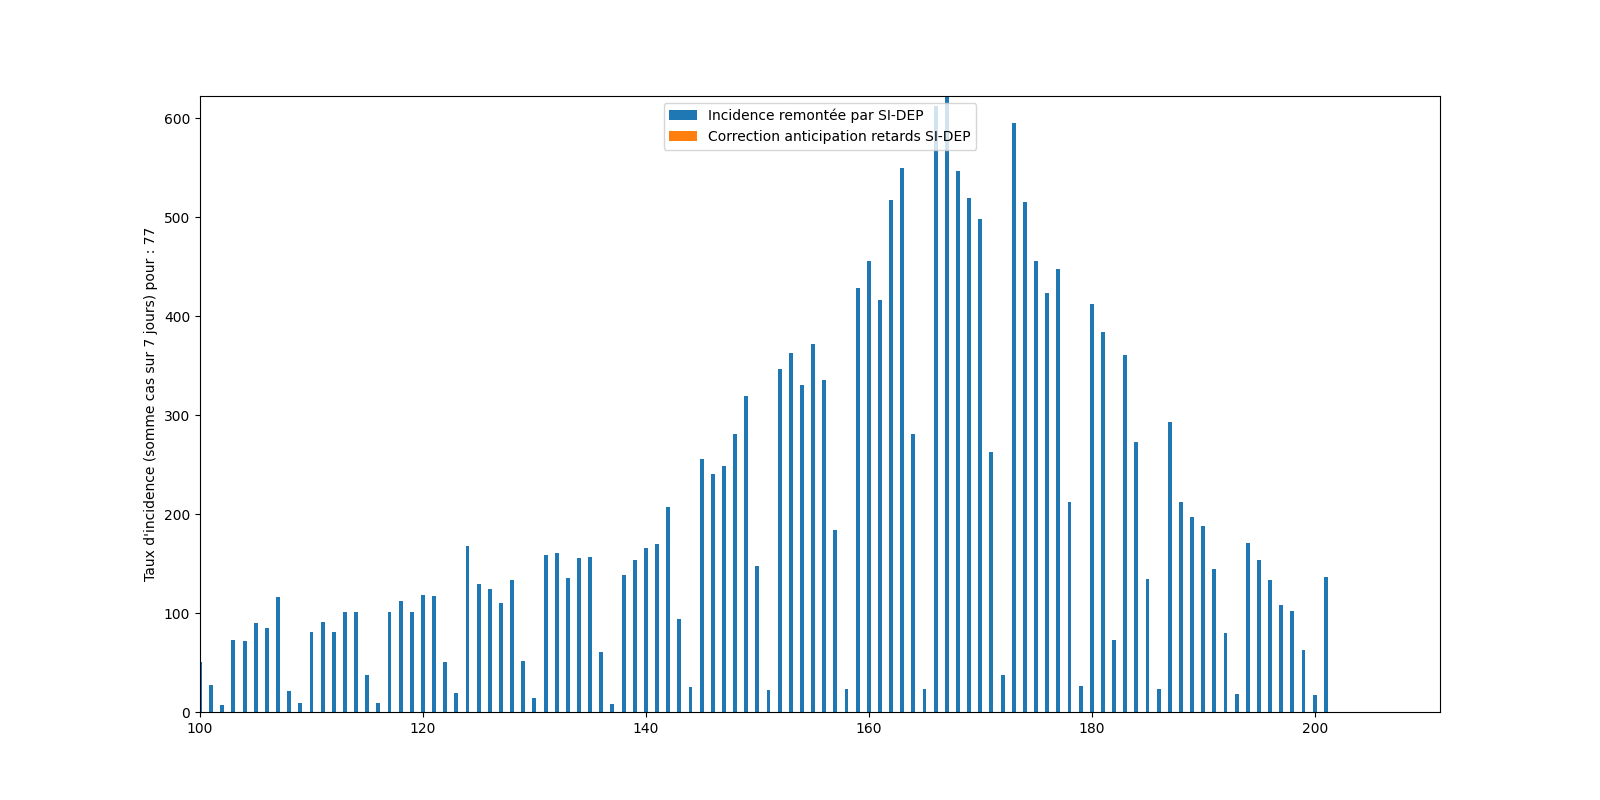 Incidence remontée par SI-DEP
Correction anticipation retards SI-DEP
Taux d'incidence (somme cas sur 7 jours) pour : 77
600
500
400
300
200
100
0
100 120 140 160 180 200